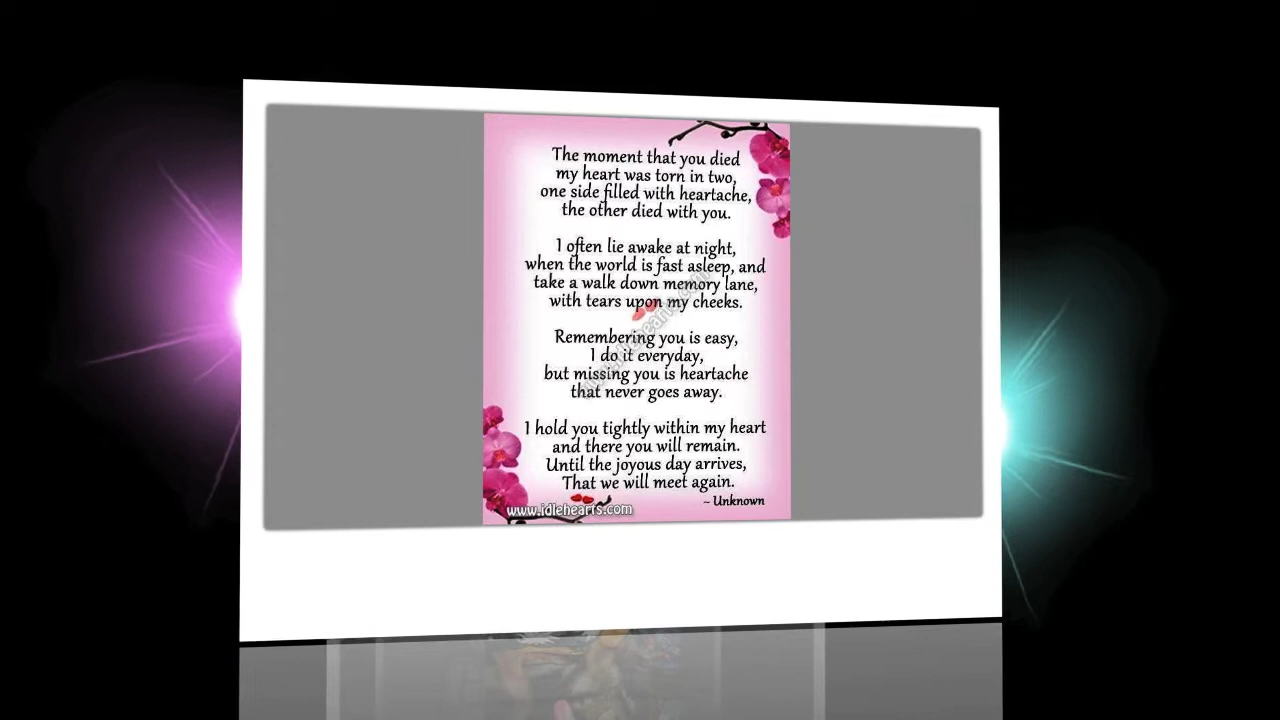 The moment that you died
my heart was torn in two,
one side filled with heartache,
the other died with you.
I often lie awake at night,
when the world is fast asleep, and
take a walk down memory lane,
with tears upon my cheeks.
Remembering you is easy,
I do it everyday,
but missing you is heartache
that never goes away.
I hold you tightly within my heart
and there you will remain.
Until the joyous day arrives,
That we will meet again.
~ Unknown
www.idlehearts.com